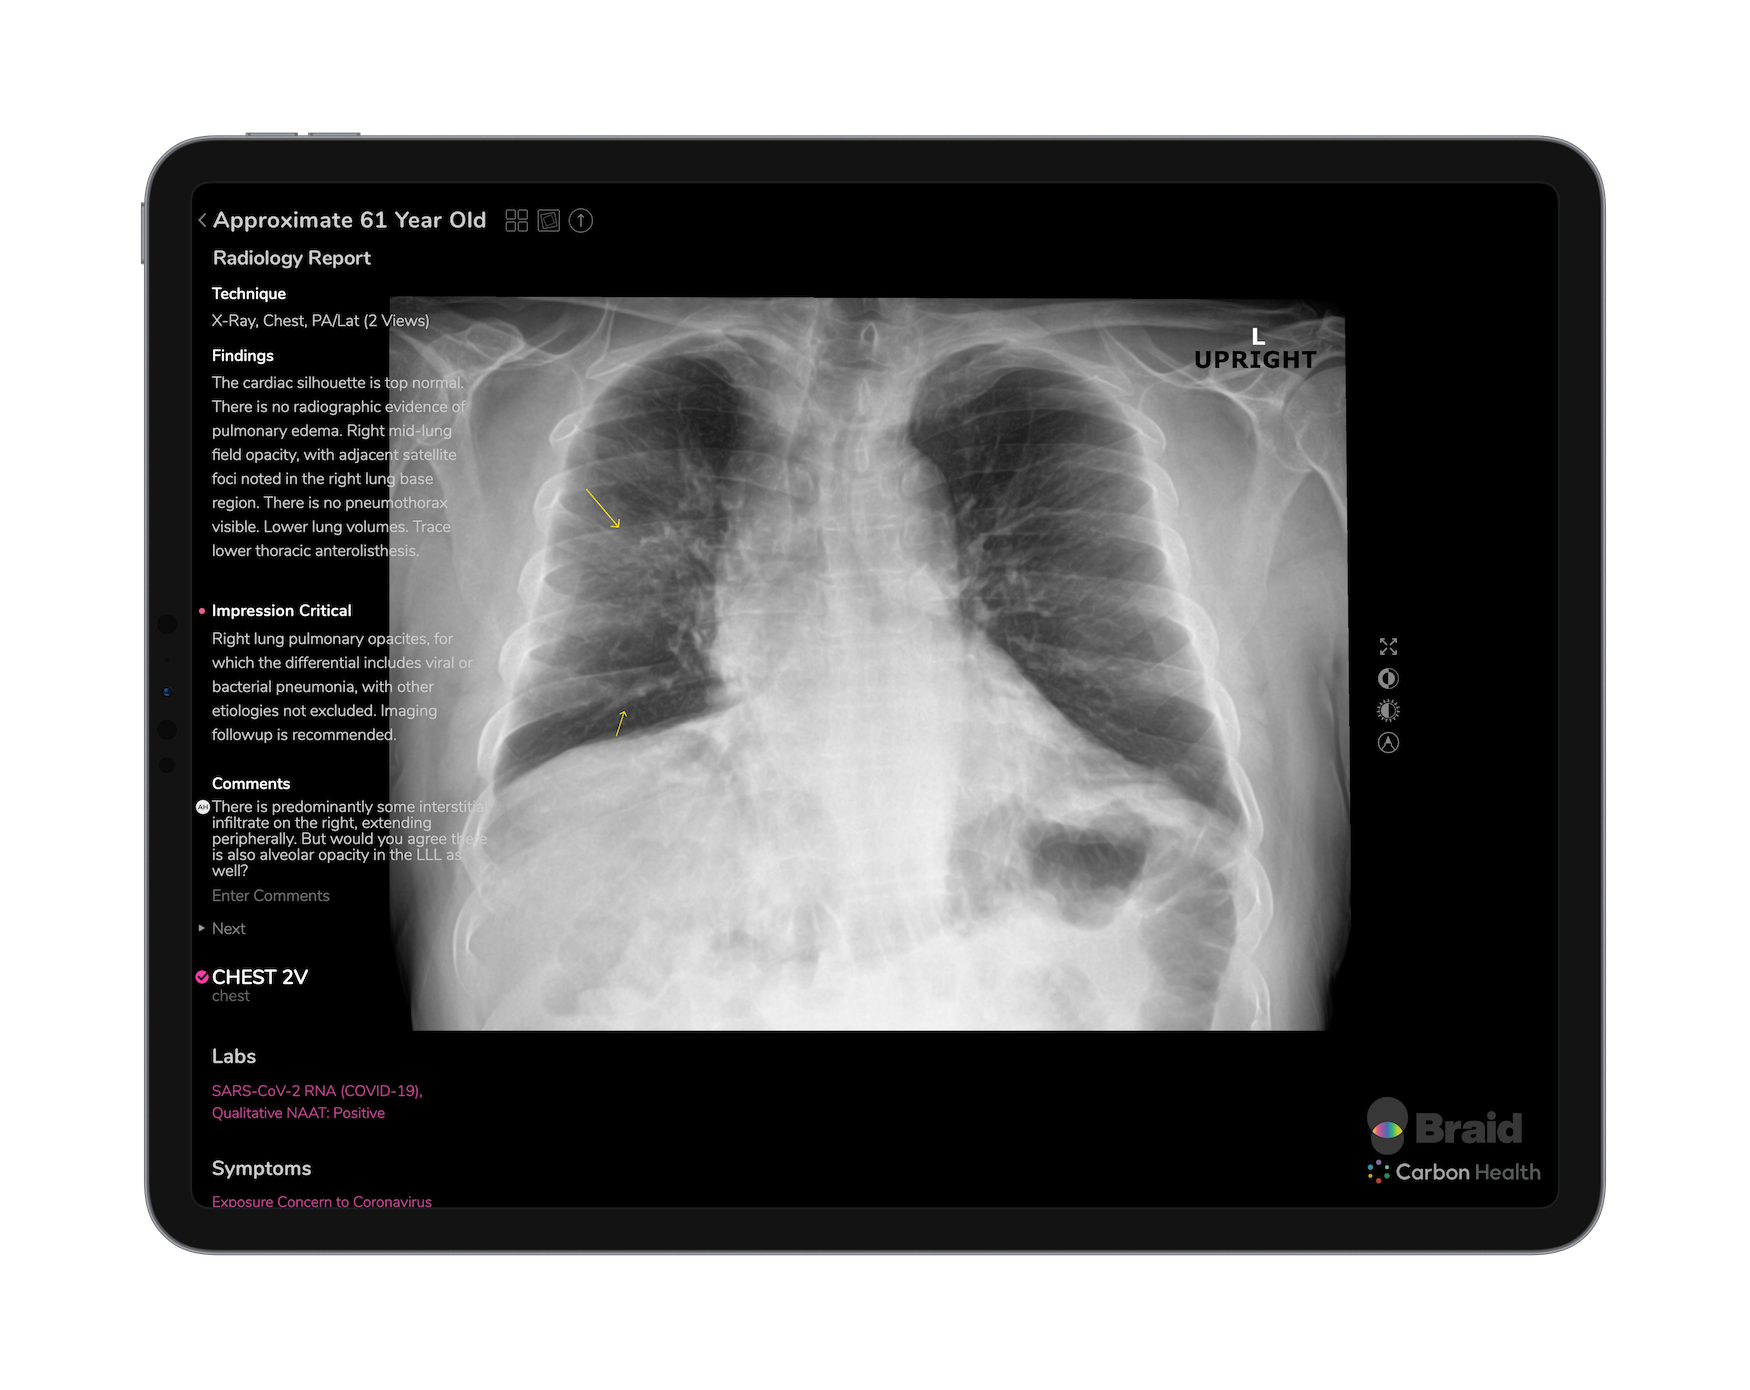 Approximate 61 Year Old
Radiology Report
Technique
X-Ray, Chest, PA/Lat (2 Views)
Findings
The cardiac silhouette is top normal.
There is no radiographic evidence of
pulmonary edema. Right mid-lung
field opacity, with adjacent satellite
foci noted in the right lung base
region. There is no pneumothorax
visible. Lower lung volumes. Trace
lower thoracic anterolisthesis.
Impression Critical
Right lung pulmonary opacites, for
which the differential includes viral or
bacterial pneumonia, with other
etiologies not excluded. Imaging
followup is recommended.
Comments
AH
There is predominantly some interstitial
infiltrate on the right, extending
peripherally. But would you agree there
is also alveolar opacity in the LLL as
well?
Enter Comments
Next
CHEST 2V
chest
Labs
SARS-CoV-2 RNA (COVID-19),
Qualitative NAAT: Positive
Symptoms
Exposure Concern to Coronavirus
L
UPRIGHT
Braid
Carbon Health